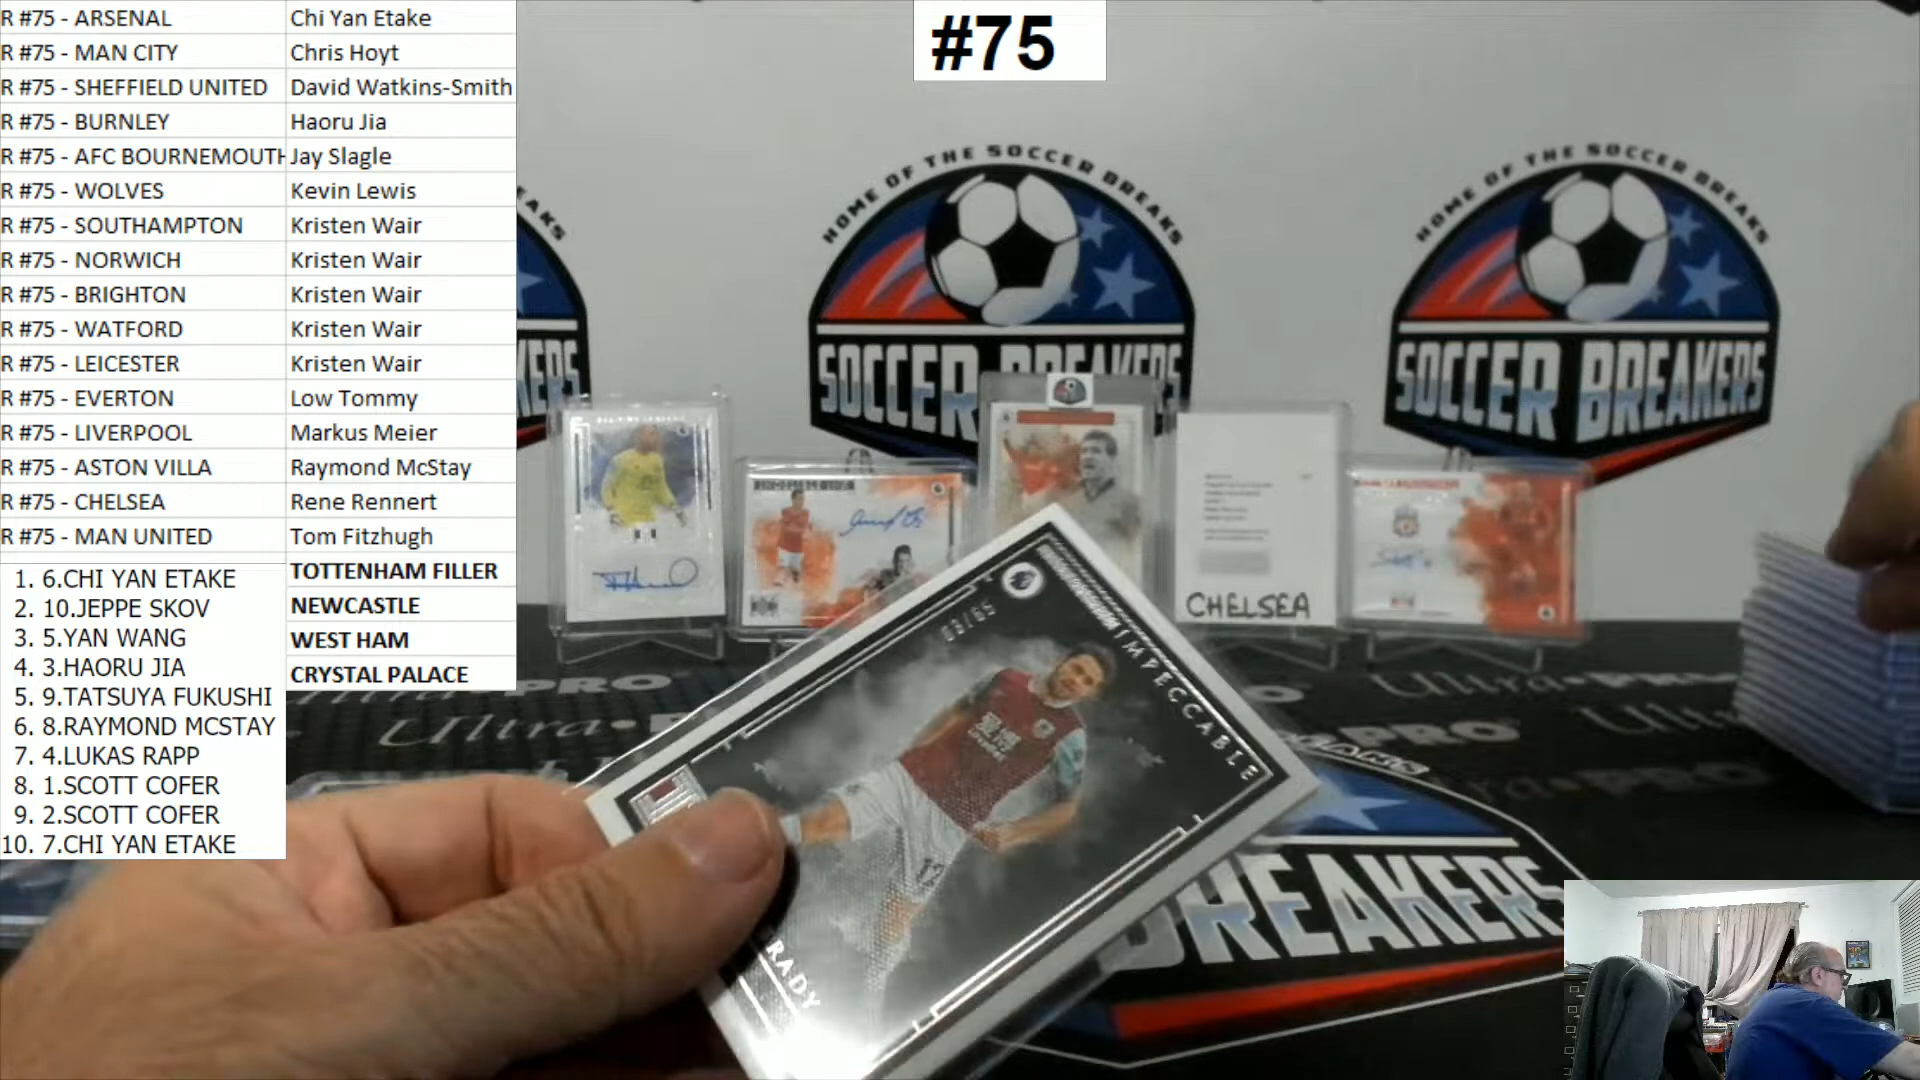 R #75 - ARSENAL Chi Yan Etake
R #75 - MAN CITY Chris Hoyt
R #75 - SHEFFIELD UNITED David Watkins-Smith
R #75 - BURNLEY Haoru Jia
R #75 - AFC BOURNEMOUTH Jay Slagle
R #75 - WOLVES Kevin Lewis
R #75 - SOUTHAMPTON Kristen Wair
R #75 - NORWICH Kristen Wair
R #75 - BRIGHTON Kristen Wair
R #75 - WATFORD Kristen Wair
R #75 - LEICESTER Kristen Wair
R #75 - EVERTON Low Tommy
R #75 - LIVERPOOL Markus Meier
R #75 - ASTON VILLA Raymond McStay
R #75 - CHELSEA Rene Rennert
R #75 - MAN UNITED Tom Fitzhugh
TOTTENHAM FILLER
NEWCASTLE
WEST HAM
CRYSTAL PALACE
1. 6.CHI YAN ETAKE
2. 10.JEPPE SKOV
3. 5.YAN WANG
4. 3.HAORU JIA
5. 9.TATSUYA FUKUSHI
6. 8.RAYMOND MCSTAY
7. 4.LUKAS RAPP
8. 1.SCOTT COFER
9. 2.SCOTT COFER
10. 7.CHI YAN ETAKE
#75
HOME OF THE SOCCER BREAKS
SOCCER BREAKERS
HOME OF THE SOCCER BREAKS
SOCCER BREAKERS
EAKS
KERS
CHELSEA
IMPECCABLE
12
RADY
Ultra PRO
BREAKERS